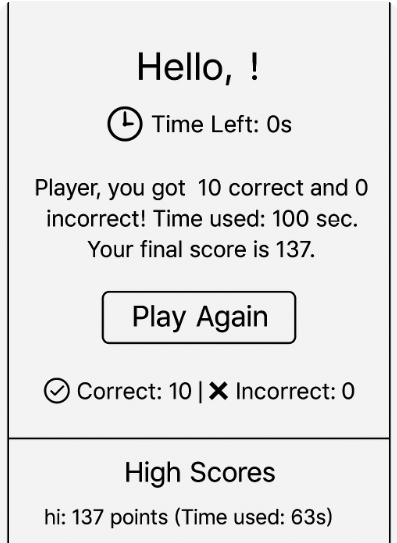 Hello, !
Time Left: 0s
Player, you got 10 correct and 0
incorrect! Time used: 100 sec.
Your final score is 137.
Play Again
Correct: 10 | ❌ Incorrect: 0
High Scores
hi: 137 points (Time used: 63s)